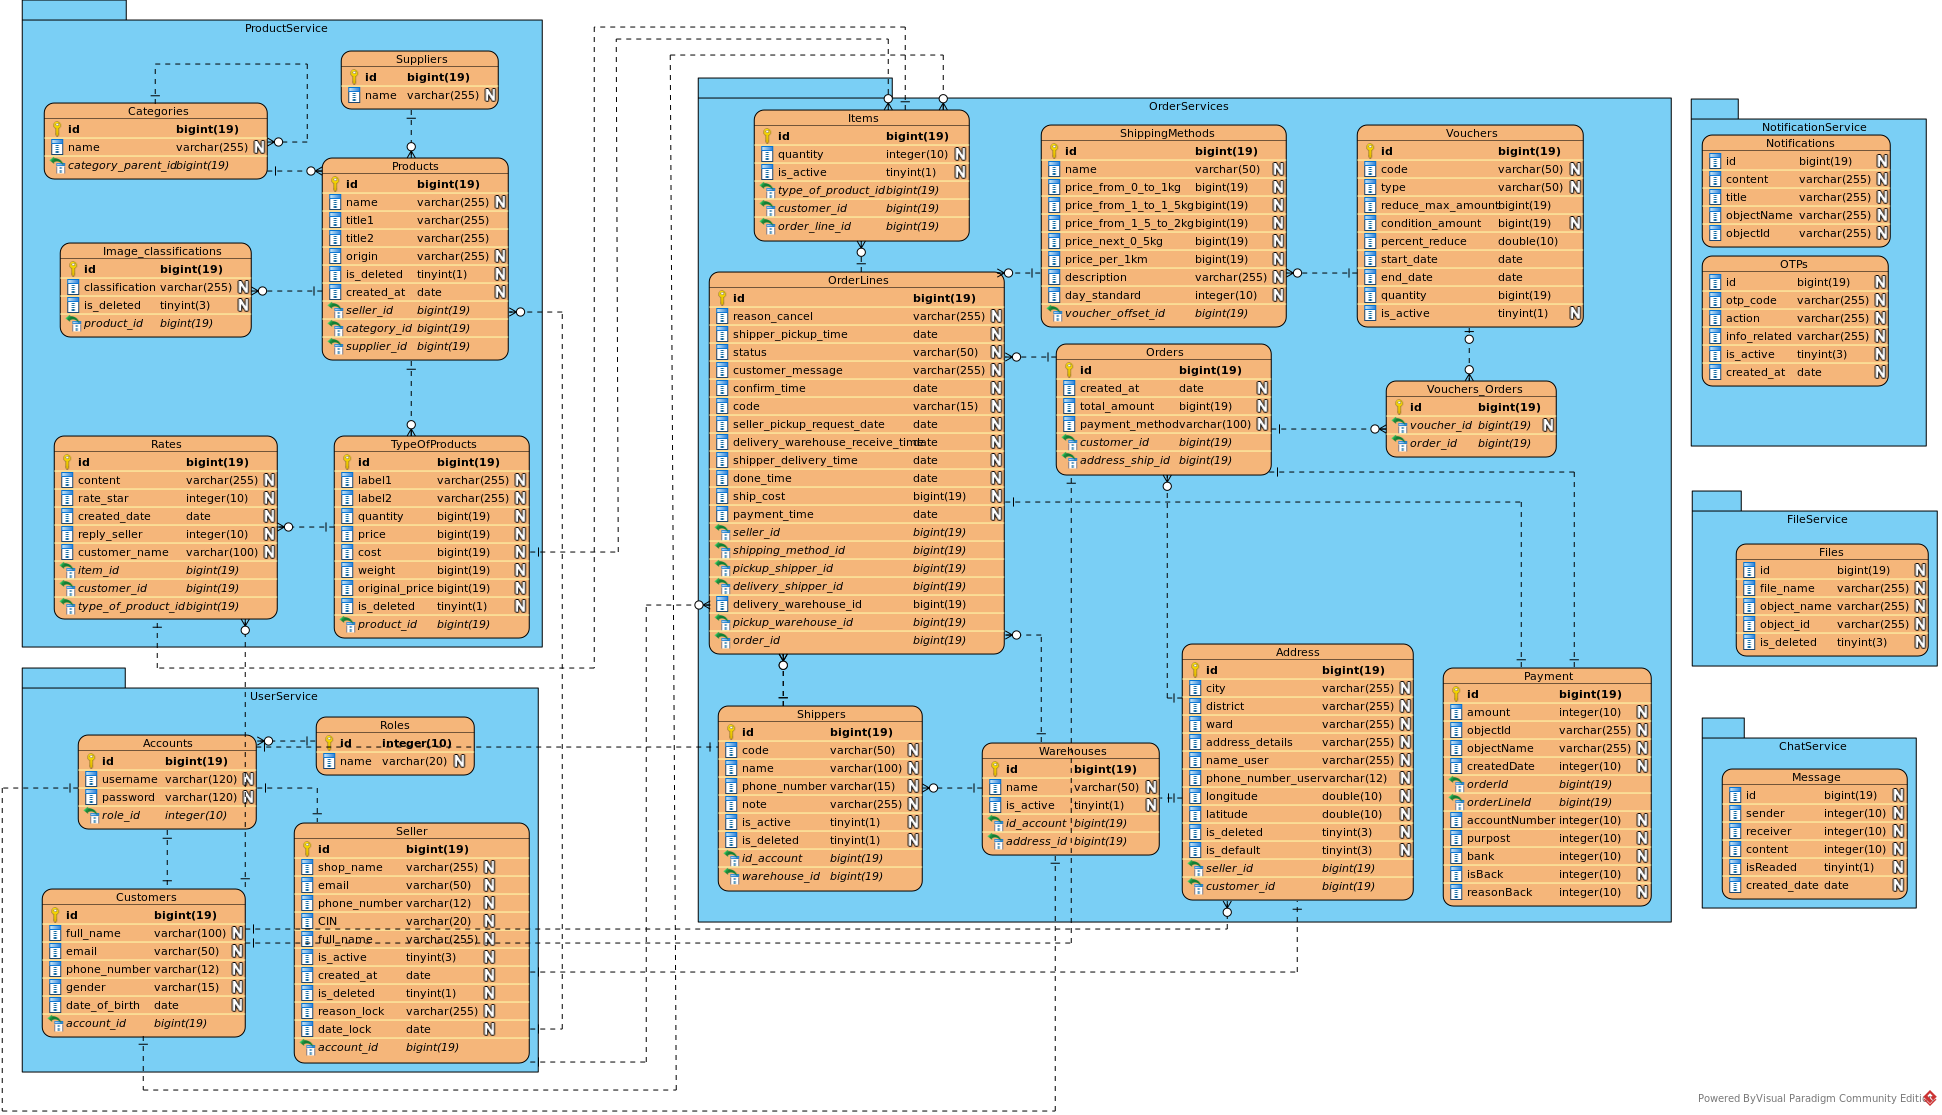 ProductService
Suppliers
id bigint(19)
name varchar(255) N
Categories
id bigint(19)
name varchar(255) N
category_parent_id bigint(19)
Products
id bigint(19)
name varchar(255) N
title1 varchar(255)
title2 varchar(255)
origin varchar(255) N
is_deleted tinyint(1) N
created_at date N
seller_id bigint(19)
category_id bigint(19)
supplier_id bigint(19)
Image_classifications
id bigint(19)
classification varchar(255) N
is_deleted tinyint(3) N
product_id bigint(19)
Rates
id bigint(19)
content varchar(255) N
rate_star integer(10) N
created_date date N
reply_seller integer(10) N
customer_name varchar(100) N
item_id bigint(19)
customer_id bigint(19)
type_of_product_id bigint(19)
TypeOfProducts
id bigint(19)
label1 varchar(255) N
label2 varchar(255) N
quantity bigint(19) N
price bigint(19) N
cost bigint(19) N
weight bigint(19) N
original_price bigint(19) N
is_deleted tinyint(1) N
product_id bigint(19)
UserService
Roles
id integer(10)
name varchar(20) N
Accounts
id bigint(19)
username varchar(120) N
password varchar(120) N
role_id integer(10)
Seller
id bigint(19)
shop_name varchar(255) N
email varchar(50) N
phone_number varchar(12) N
CIN varchar(20) N
full_name varchar(255) N
is_active tinyint(3) N
created_at date N
is_deleted tinyint(1) N
reason_lock varchar(255) N
date_lock date N
account_id bigint(19)
Customers
id bigint(19)
full_name varchar(100) N
email varchar(50) N
phone_number varchar(12) N
gender varchar(15) N
date_of_birth date N
account_id bigint(19)
OrderServices
Items
id bigint(19)
quantity integer(10) N
is_active tinyint(1) N
type_of_product_id bigint(19)
customer_id bigint(19)
order_line_id bigint(19)
ShippingMethods
id bigint(19)
name varchar(50) N
price_from_0_to_1kg bigint(19) N
price_from_1_to_1_5kg bigint(19) N
price_from_1_5_to_2kg bigint(19) N
price_next_0_5kg bigint(19) N
price_per_1km bigint(19) N
description varchar(255) N
day_standard integer(10) N
voucher_offset_id bigint(19)
Vouchers
id bigint(19)
code varchar(50) N
type varchar(50) N
reduce_max_amount bigint(19)
condition_amount bigint(19) N
percent_reduce double(10)
start_date date
end_date date
quantity bigint(19)
is_active tinyint(1) N
OrderLines
id bigint(19)
reason_cancel varchar(255) N
shipper_pickup_time date N
status varchar(50) N
customer_message varchar(255) N
confirm_time date N
code varchar(15) N
seller_pickup_request_date date N
delivery_warehouse_receive_time date N
shipper_delivery_time date N
done_time date N
ship_cost bigint(19) N
payment_time date N
seller_id bigint(19)
shipping_method_id bigint(19)
pickup_shipper_id bigint(19)
delivery_shipper_id bigint(19)
delivery_warehouse_id bigint(19)
pickup_warehouse_id bigint(19)
order_id bigint(19)
Orders
id bigint(19)
created_at date N
total_amount bigint(19) N
payment_method varchar(100) N
customer_id bigint(19)
address_ship_id bigint(19)
Vouchers_Orders
id bigint(19)
voucher_id bigint(19) N
order_id bigint(19)
Shippers
id bigint(19)
code varchar(50) N
name varchar(100) N
phone_number varchar(15) N
note varchar(255) N
is_active tinyint(1) N
is_deleted tinyint(1) N
id_account bigint(19)
warehouse_id bigint(19)
Warehouses
id bigint(19)
name varchar(50) N
is_active tinyint(1) N
id_account bigint(19)
address_id bigint(19)
Address
id bigint(19)
city varchar(255) N
district varchar(255) N
ward varchar(255) N
address_details varchar(255) N
name_user varchar(255) N
phone_number_user varchar(12) N
longitude double(10) N
latitude double(10) N
is_deleted tinyint(3) N
is_default tinyint(3) N
seller_id bigint(19)
customer_id bigint(19)
Payment
id bigint(19)
amount integer(10) N
objectId varchar(255) N
objectName varchar(255) N
createdDate integer(10) N
orderId bigint(19)
orderLineId bigint(19)
accountNumber integer(10) N
purpost integer(10) N
bank integer(10) N
isBack integer(10) N
reasonBack integer(10) N
NotificationService
Notifications
id bigint(19) N
content varchar(255) N
title varchar(255) N
objectName varchar(255) N
objectId varchar(255) N
OTPs
id bigint(19) N
otp_code varchar(255) N
action varchar(255) N
info_related varchar(255) N
is_active tinyint(3) N
created_at date N
FileService
Files
id bigint(19) N
file_name varchar(255) N
object_name varchar(255) N
object_id varchar(255) N
is_deleted tinyint(3) N
ChatService
Message
id bigint(19) N
sender integer(10) N
receiver integer(10) N
content integer(10) N
isReaded tinyint(1) N
created_date date N
Powered ByVisual Paradigm Community Editi